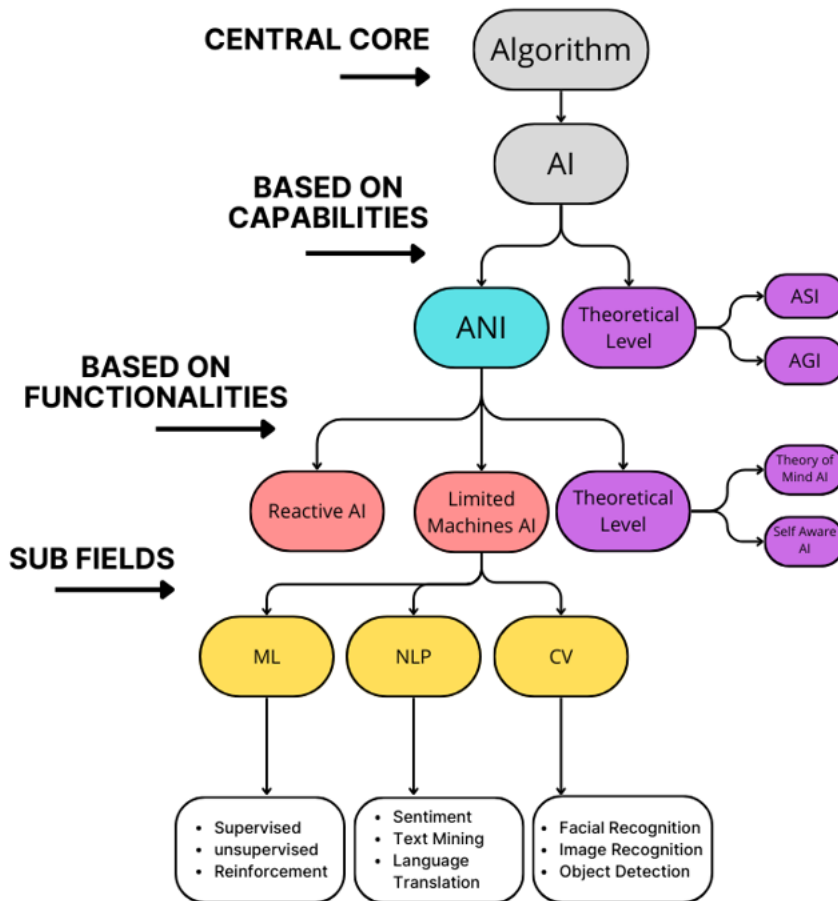 CENTRAL CORE
Algorithm
AI
BASED ON
CAPABILITIES
ANI
Theoretical
Level
ASI
AGI
BASED ON
FUNCTIONALITIES
Reactive AI
Limited
Machines AI
Theoretical
Level
Theory of
Mind AI
Self Aware
AI
SUB FIELDS
ML
NLP
CV
• Supervised
• unsupervised
• Reinforcement
• Sentiment
• Text Mining
• Language
Translation
• Facial Recognition
• Image Recognition
• Object Detection